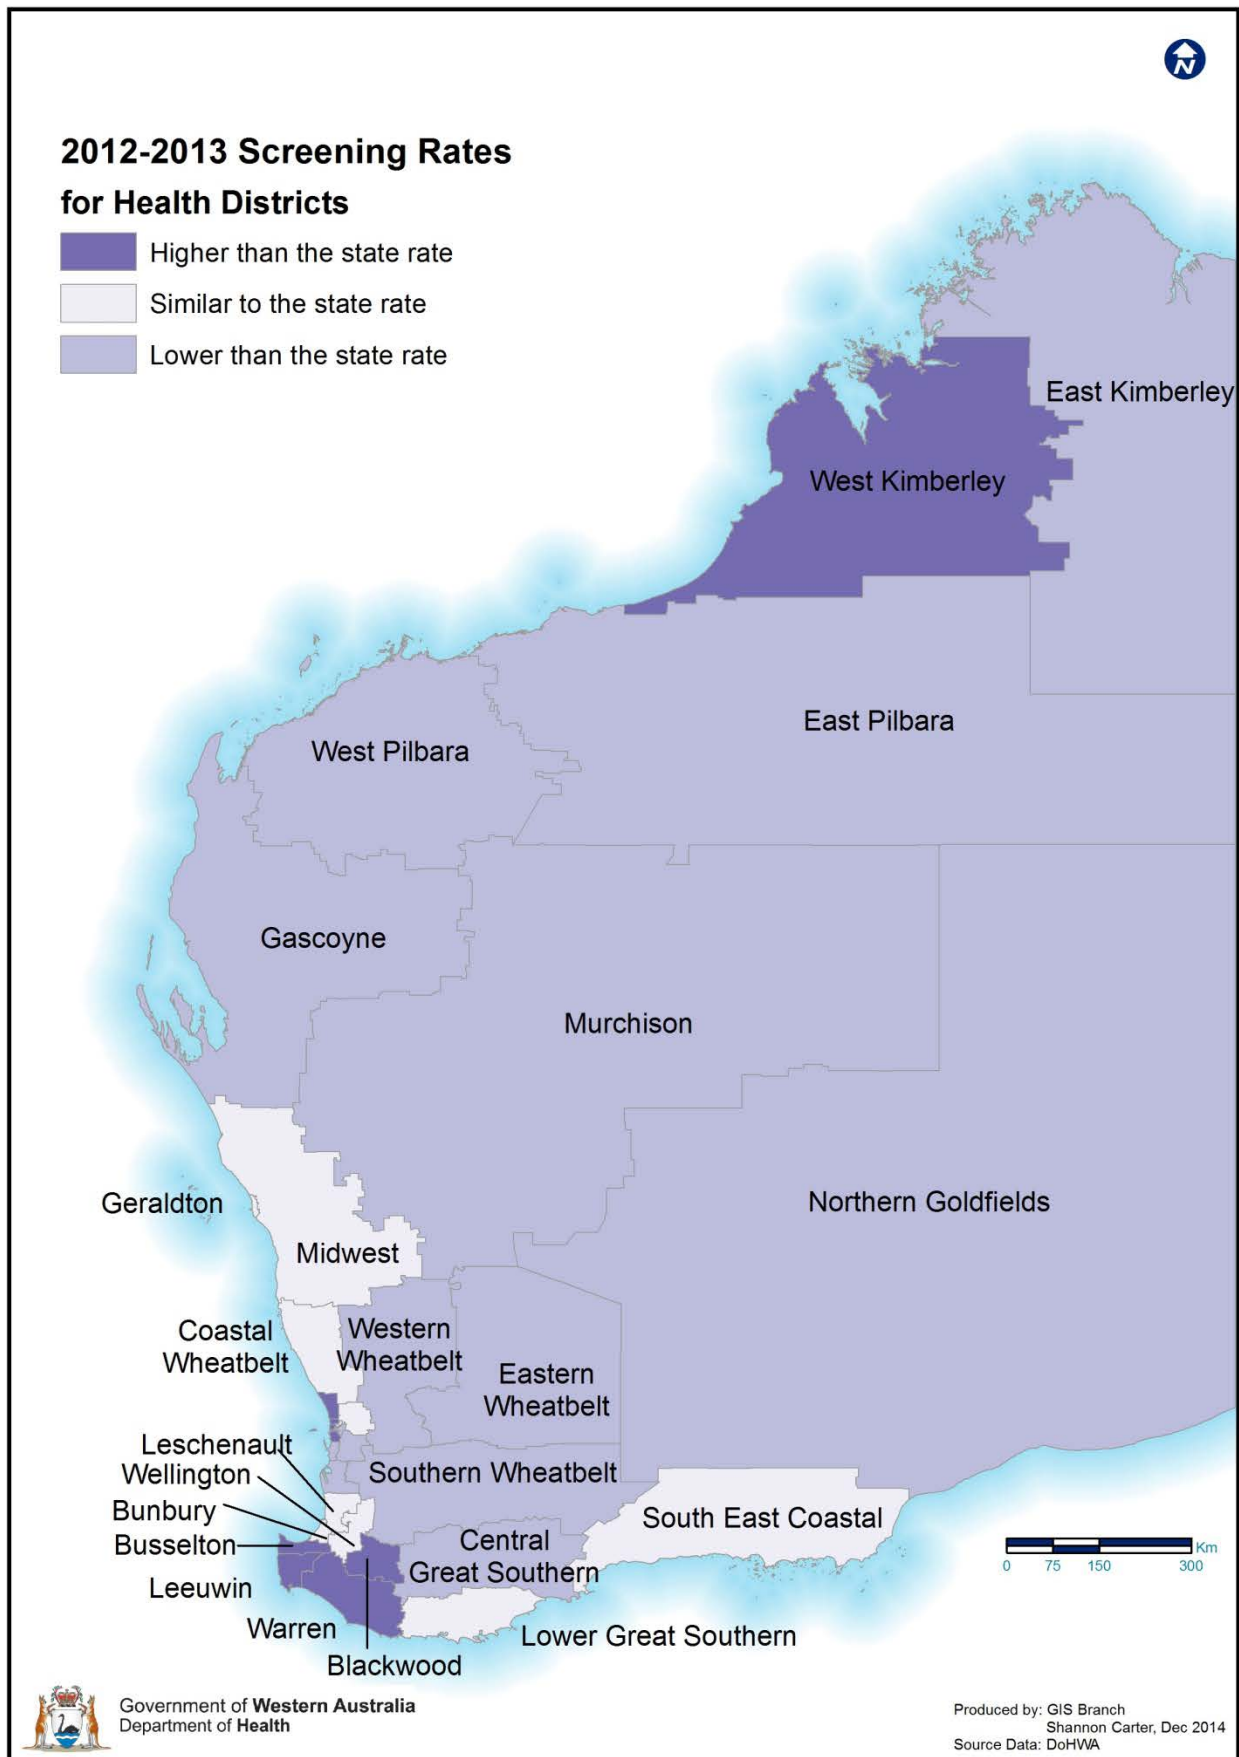 N
2012-2013 Screening Rates
for Health Districts
Higher than the state rate
Similar to the state rate
Lower than the state rate
East Kimberley
West Kimberley
East Pilbara
West Pilbara
Gascoyne
Murchison
Geraldton
Northern Goldfields
Midwest
Coastal
Wheatbelt
Western
Wheatbelt
Eastern
Wheatbelt
Leschenault
Wellington
Southern Wheatbelt
Bunbury
South East Coastal
Busselton
Central
Great Southern
Leeuwin
Warren
Lower Great Southern
Blackwood
Km
0 75 150 300
Government of Western Australia
Department of Health
Produced by: GIS Branch
Shannon Carter, Dec 2014
Source Data: DoHWA